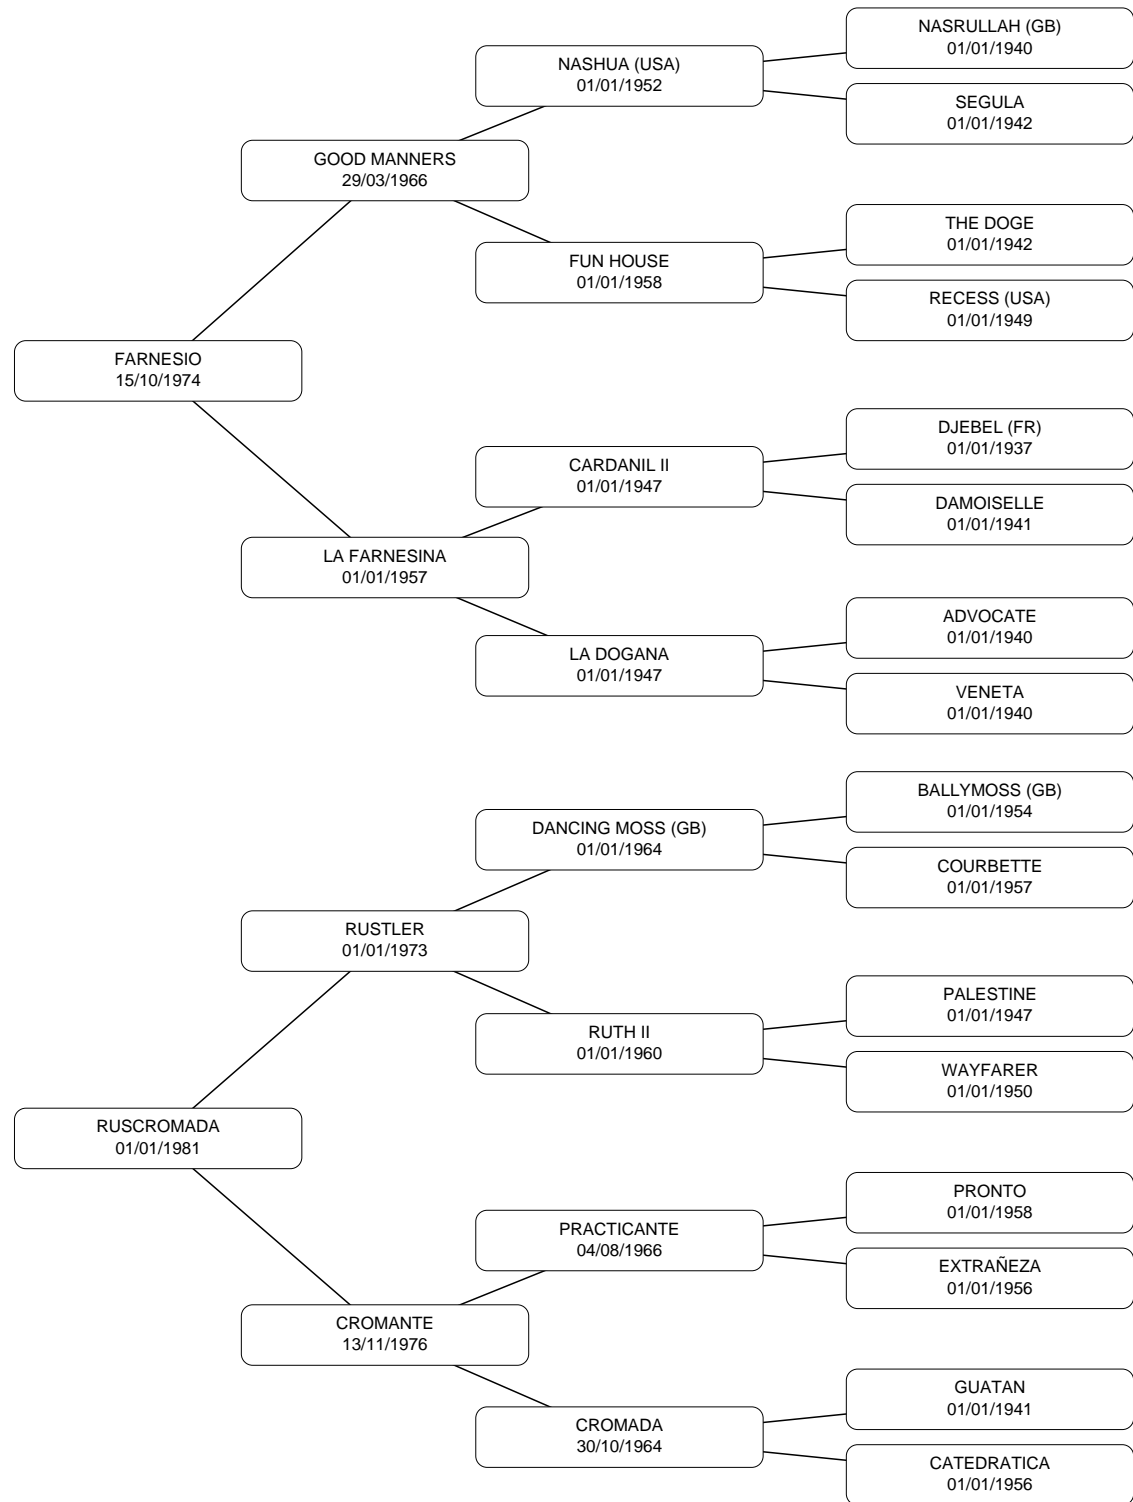 NASRULLAH (GB)
01/01/1940
NASHUA (USA)
01/01/1952
SEGULA
01/01/1942
GOOD MANNERS
29/03/1966
THE DOGE
01/01/1942
FUN HOUSE
01/01/1958
RECESS (USA)
01/01/1949
FARNESIO
15/10/1974
DJEBEL (FR)
01/01/1937
CARDANIL II
01/01/1947
DAMOISELLE
01/01/1941
LA FARNESINA
01/01/1957
ADVOCATE
01/01/1940
LA DOGANA
01/01/1947
VENETA
01/01/1940
BALLYMOSS (GB)
01/01/1954
DANCING MOSS (GB)
01/01/1964
COURBETTE
01/01/1957
RUSTLER
01/01/1973
PALESTINE
01/01/1947
RUTH II
01/01/1960
WAYFARER
01/01/1950
RUSCROMADA
01/01/1981
PRONTO
01/01/1958
PRACTICANTE
04/08/1966
EXTRAÑEZA
01/01/1956
CROMANTE
13/11/1976
GUATAN
01/01/1941
CROMADA
30/10/1964
CATEDRATICA
01/01/1956